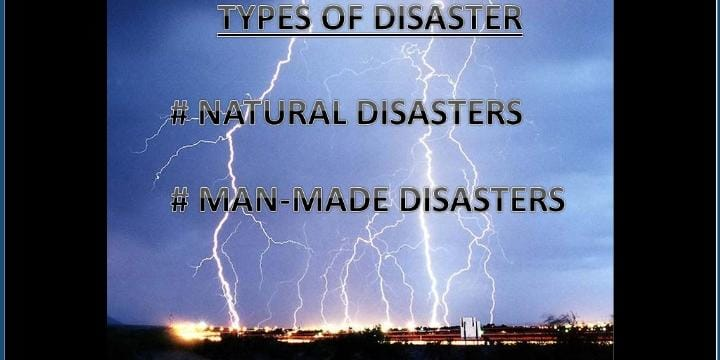 TYPES OF DISASTER
# NATURAL DISASTERS
# MAN-MADE DISASTERS